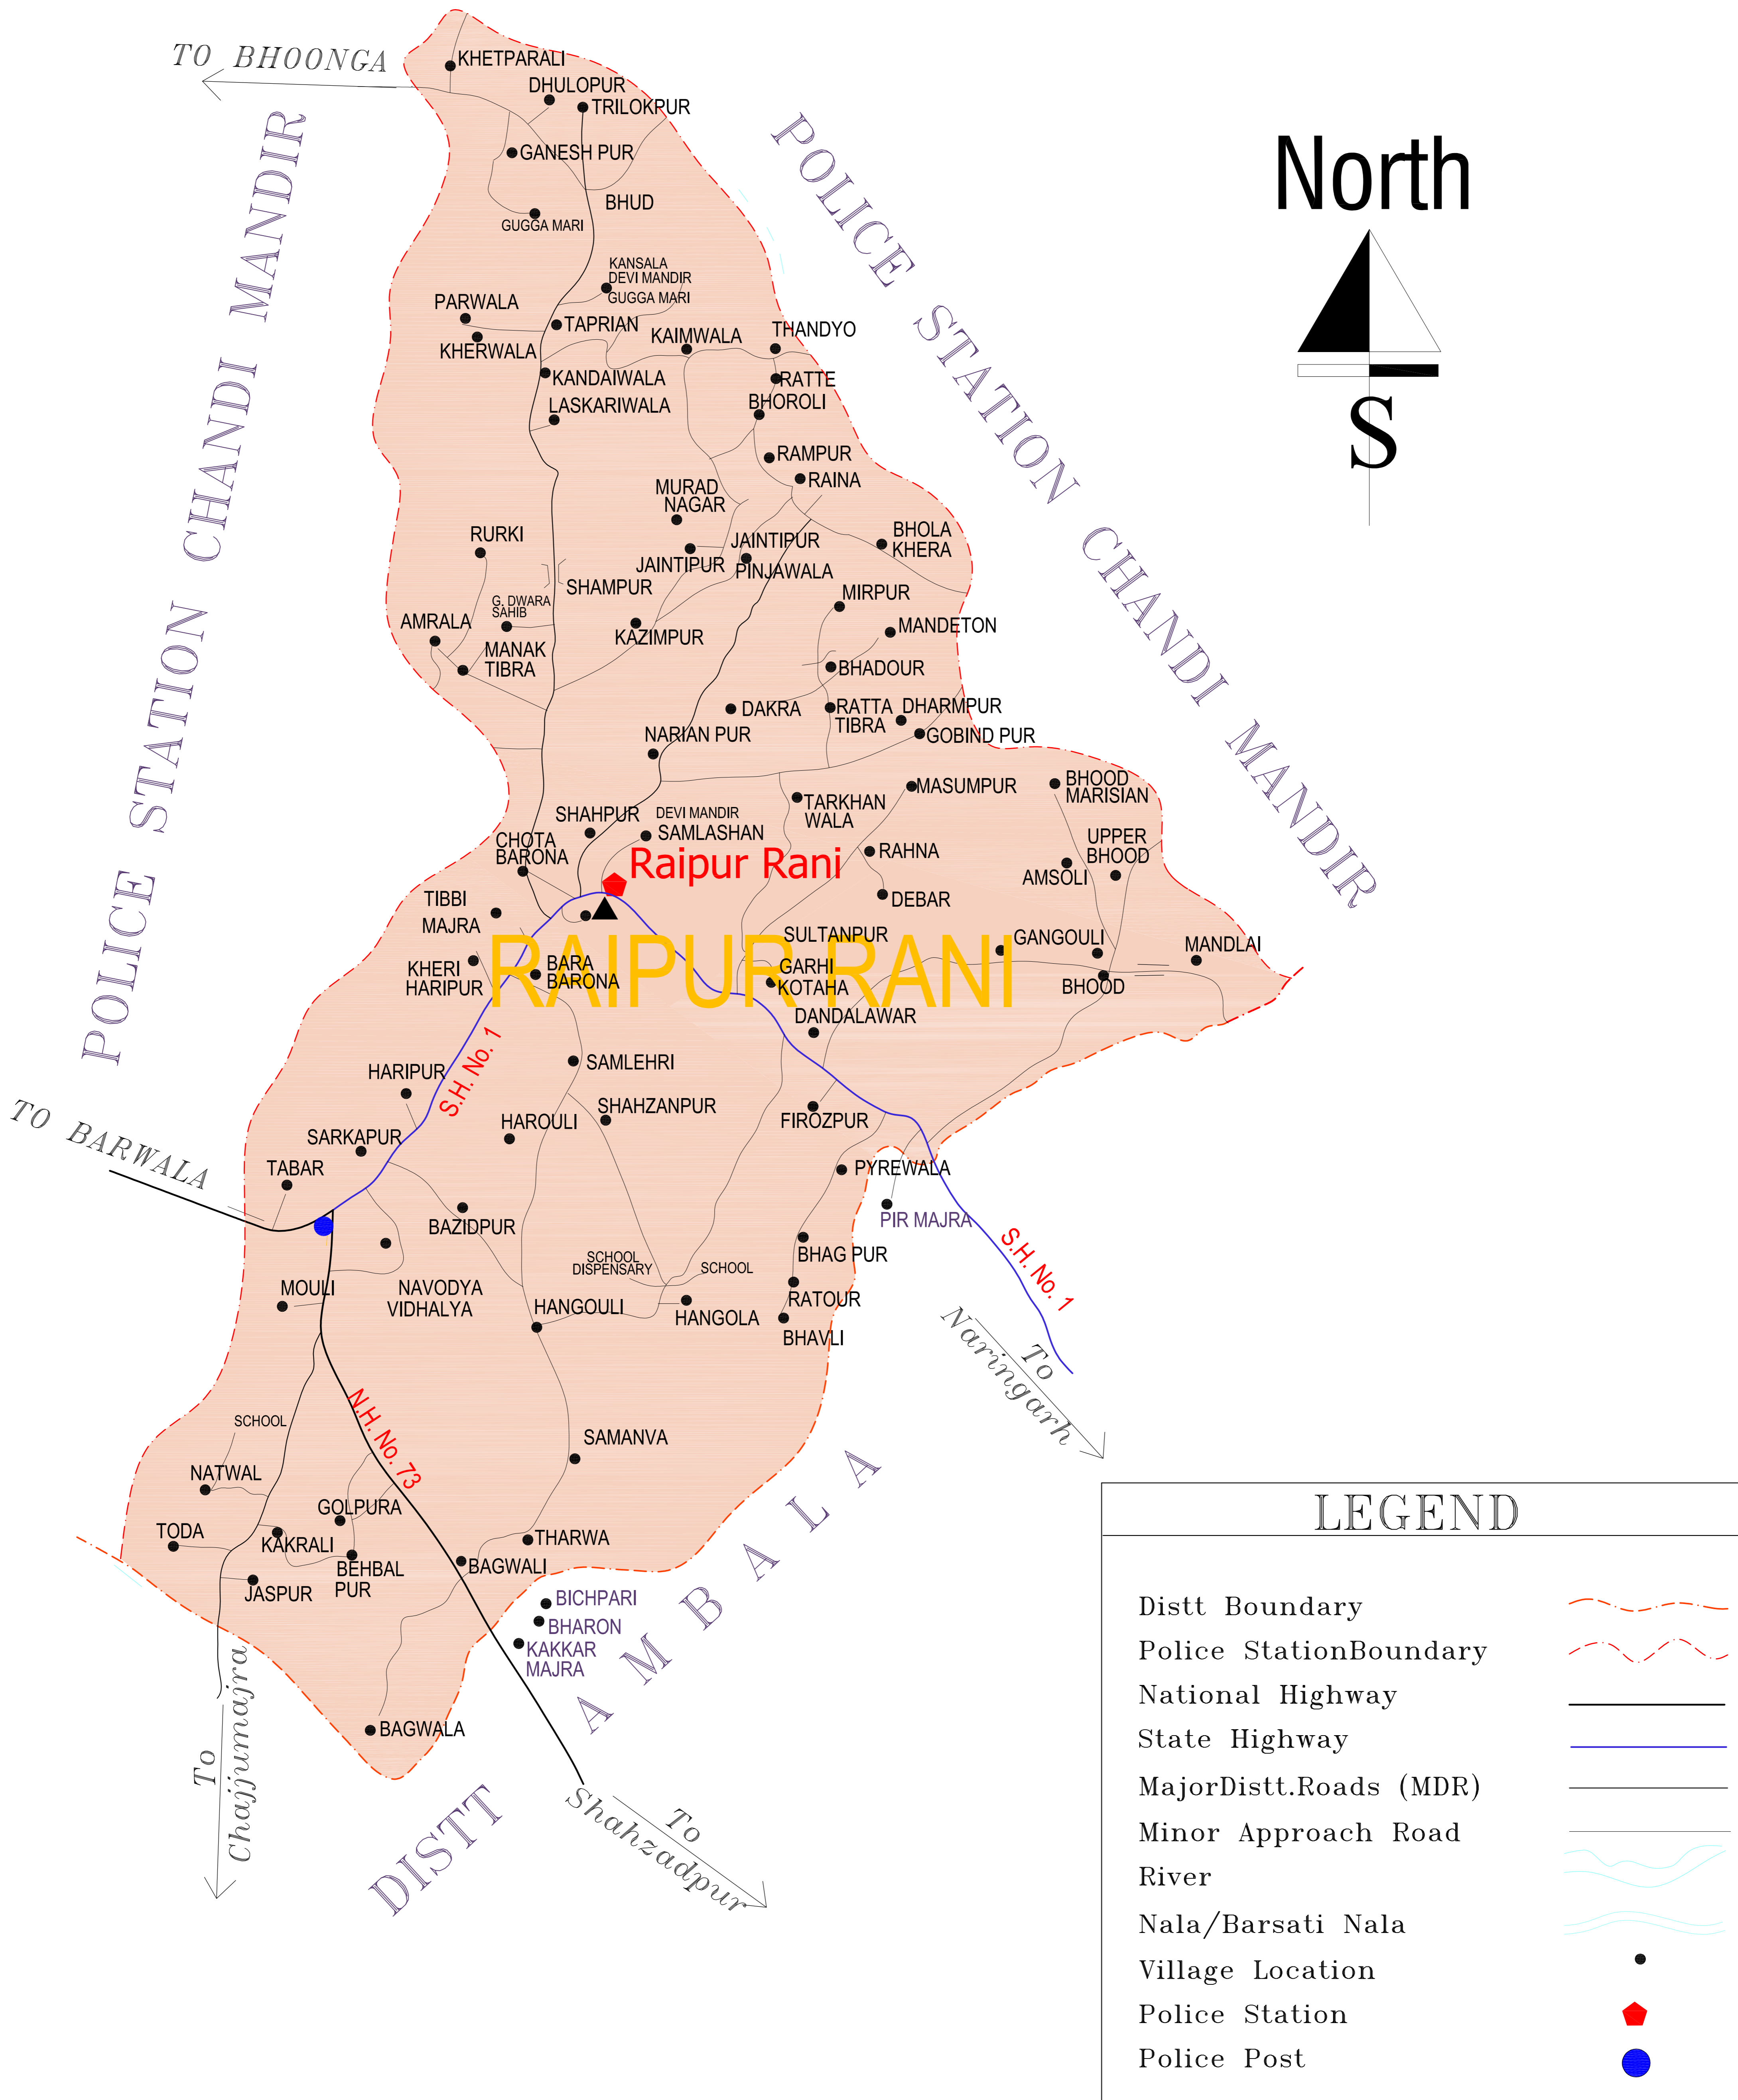 TO BHOONGA
KHETPARALI
DHULOPUR
TRILOKPUR
GANESH PUR
BHUD
GUGGA MARI
POLICE STATION CHANDI MANDIR
POLICE STATION CHANDI MANDIR
North
S
KANSALA
DEVI MANDIR
GUGGA MARI
PARWALA
TAPRIAN
KHERWALA
KAIMWALA
THANDYO
KANDAIWALA
RATTE
LASKARIWALA
BHOROLI
RAMPUR
RAINA
MURAD
NAGAR
RURKI
JAINTIPUR
BHOLA
KHERA
JAINTIPUR
PINJAWALA
SHAMPUR
G. DWARA
SAHIB
MIRPUR
AMRALA
KAZIMPUR
MANDETON
MANAK
TIBRA
BHADOUR
DAKRA
RATTA
TIBRA
DHARMPUR
GOBIND PUR
NARIAN PUR
MASUMPUR
BHOOD
MARISIAN
TARKHAN
WALA
SHAHPUR
DEVI MANDIR
SAMLASHAN
CHOTA
BARONA
UPPER
BHOOD
RAHNA
AMSOLI
Raipur Rani
DEBAR
TIBBI
MAJRA
SULTANPUR
GANGOULI
MANDLAI
RAIPUR RANI
KHERI
HARIPUR
BARA
BARONA
GARHI
KOTAHA
BHOOD
DANDALAWAR
S.H. No. 1
SAMLEHRI
HARIPUR
TO BARWALA
SHAHZANPUR
HAROULI
FIROZPUR
SARKAPUR
TABAR
PYREWALA
BAZIDPUR
PIR MAJRA
S.H. No. 1
BHAG PUR
SCHOOL
DISPENSARY
SCHOOL
MOULI
NAVODYA
VIDHALYA
HANGOULI
HANGOLA
RATOUR
BHAVLI
To
Naringarh
N.H. No. 73
SCHOOL
SAMANVA
NATWAL
GOLPURA
TODA
KAKRALI
THARWA
BEHBAL
PUR
BAGWALI
JASPUR
BICHPARI
BHARON
KAKKAR
MAJRA
BAGWALA
To
Chajjumajra
DISTT AMBALA
To
Shahzadpur
LEGEND
Distt Boundary
Police StationBoundary
National Highway
State Highway
MajorDistt.Roads (MDR)
Minor Approach Road
River
Nala/Barsati Nala
Village Location
Police Station
Police Post